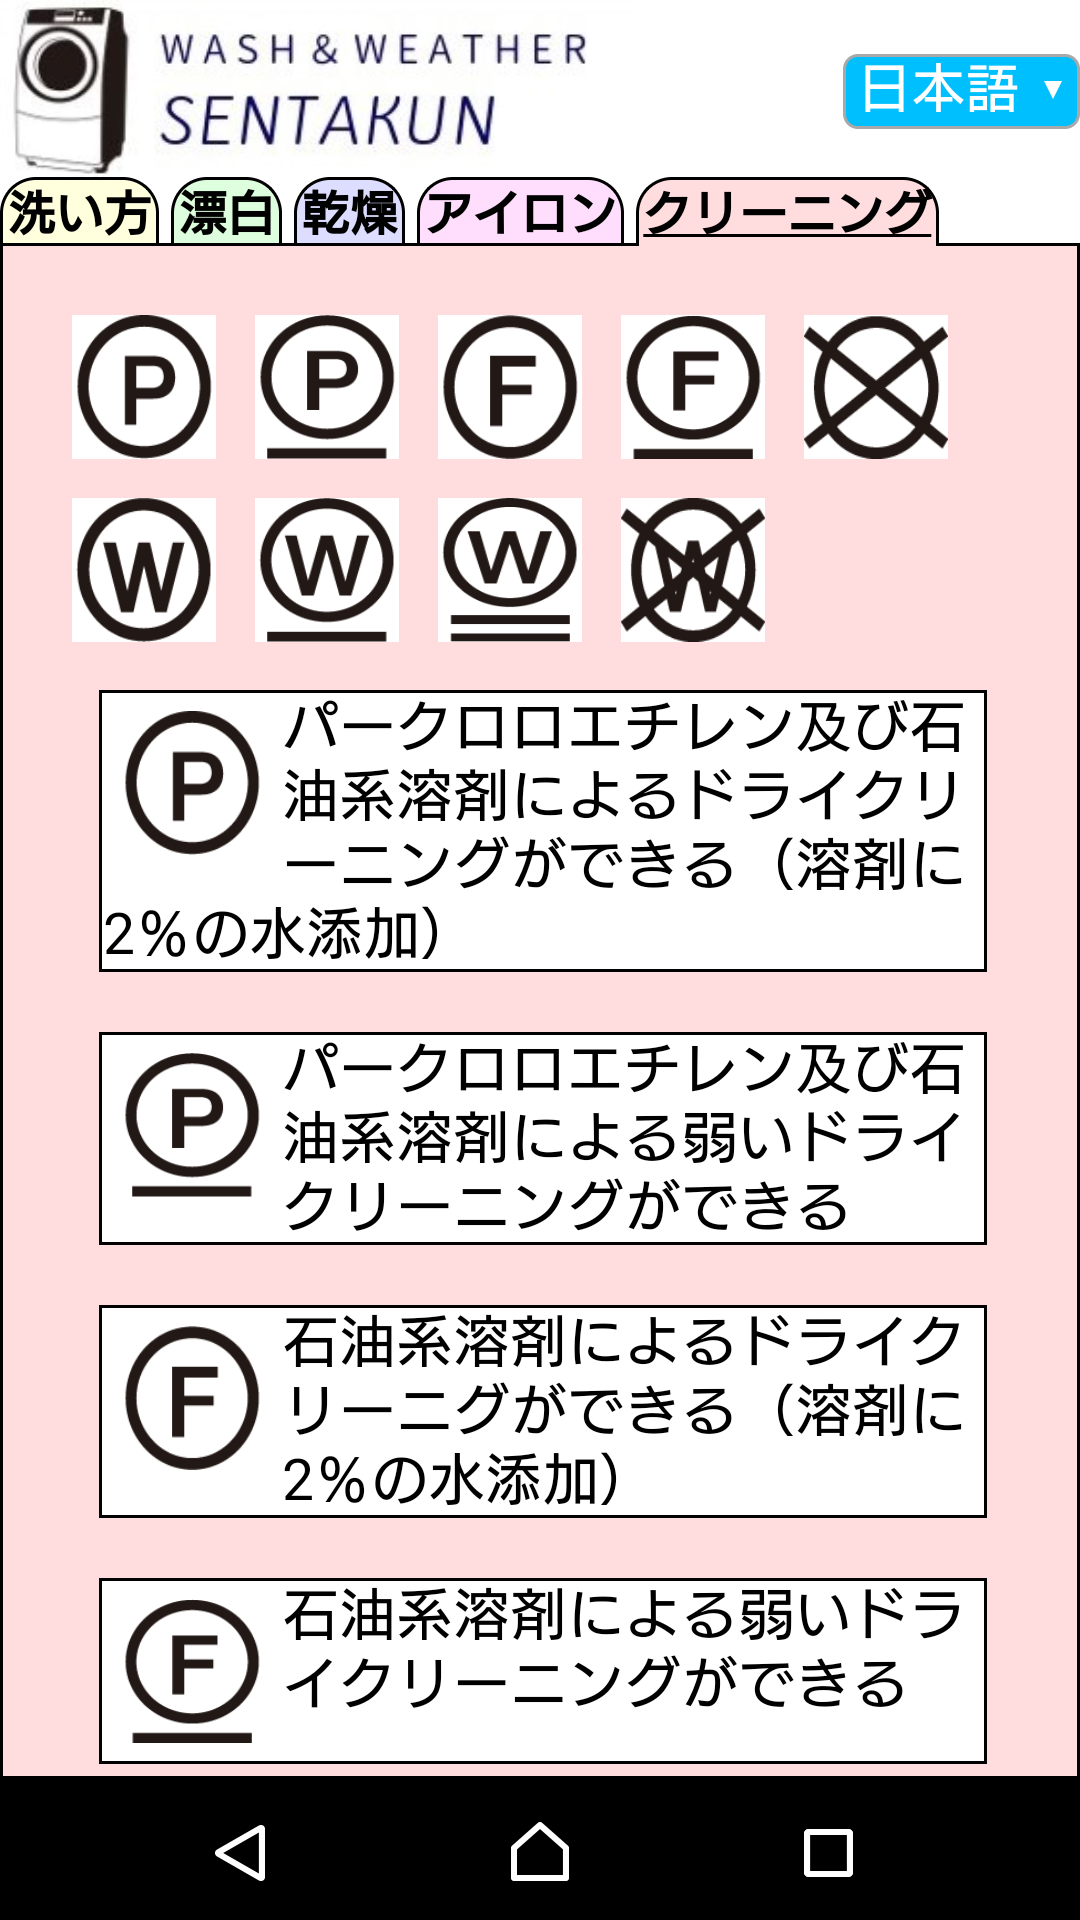 WASH & WEATHER
SENTAKUN
日本語 ▼
洗い方 漂白 乾燥 アイロン クリーニング
P P F F
W W W W
P パークロロエチレン及び石
油系溶剤によるドライクリ
ーニングができる（溶剤に
2％の水添加）
P パークロロエチレン及び石
油系溶剤による弱いドライ
クリーニングができる
F 石油系溶剤によるドライク
リーニグができる（溶剤に
2％の水添加）
F 石油系溶剤による弱いドラ
イクリーニングができる